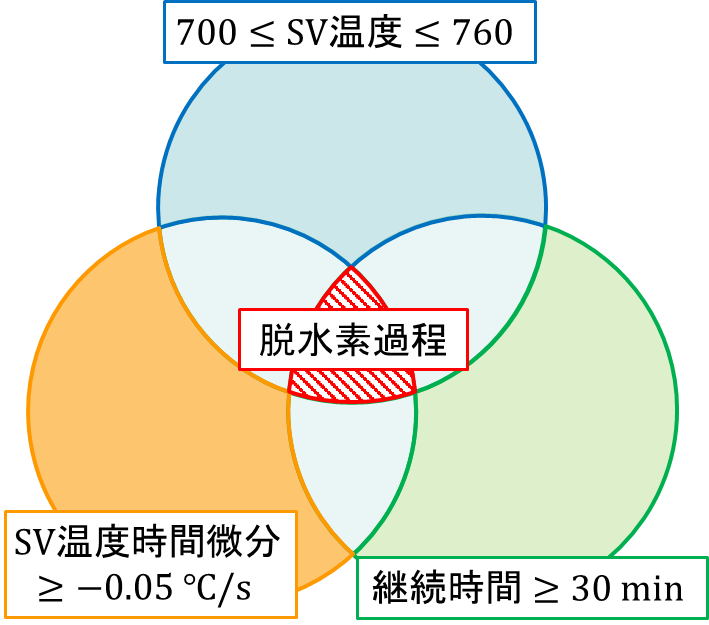 700 ≤ SV温度 ≤ 760
脱水素過程
SV温度時間微分
≥ −0.05 ℃/s
継続時間 ≥ 30 min